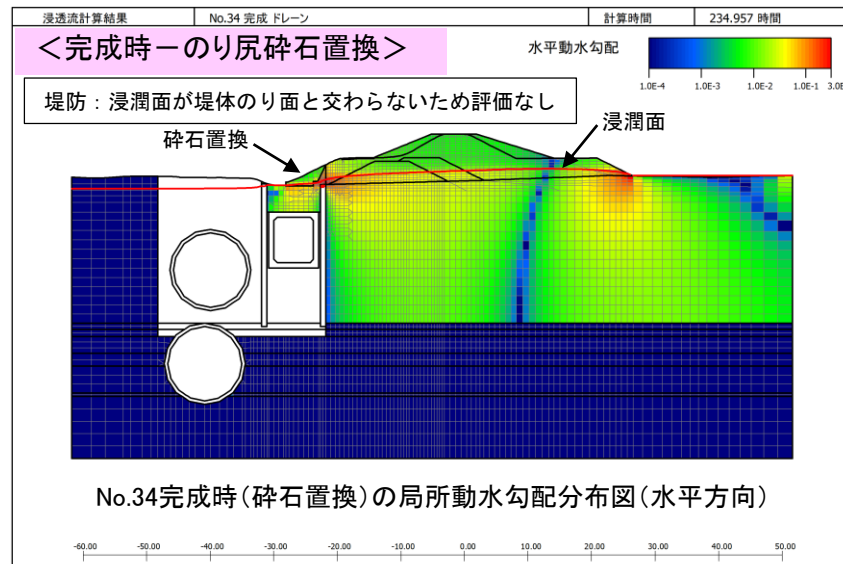 浸透流計算結果 No.34 完成 ドレーン 計算時間 234.957 時間
＜完成時－のり尻砕石置換＞
水平動水勾配
1.0E-4 1.0E-3 1.0E-2 1.0E-1 3.0E
堤防：浸潤面が堤体のり面と交わらないため評価なし
砕石置換
浸潤面
No.34完成時(砕石置換)の局所動水勾配分布図(水平方向)
-60.00 -50.00 -40.00 -30.00 -20.00 -10.00 0.00 10.00 20.00 30.00 40.00 50.00